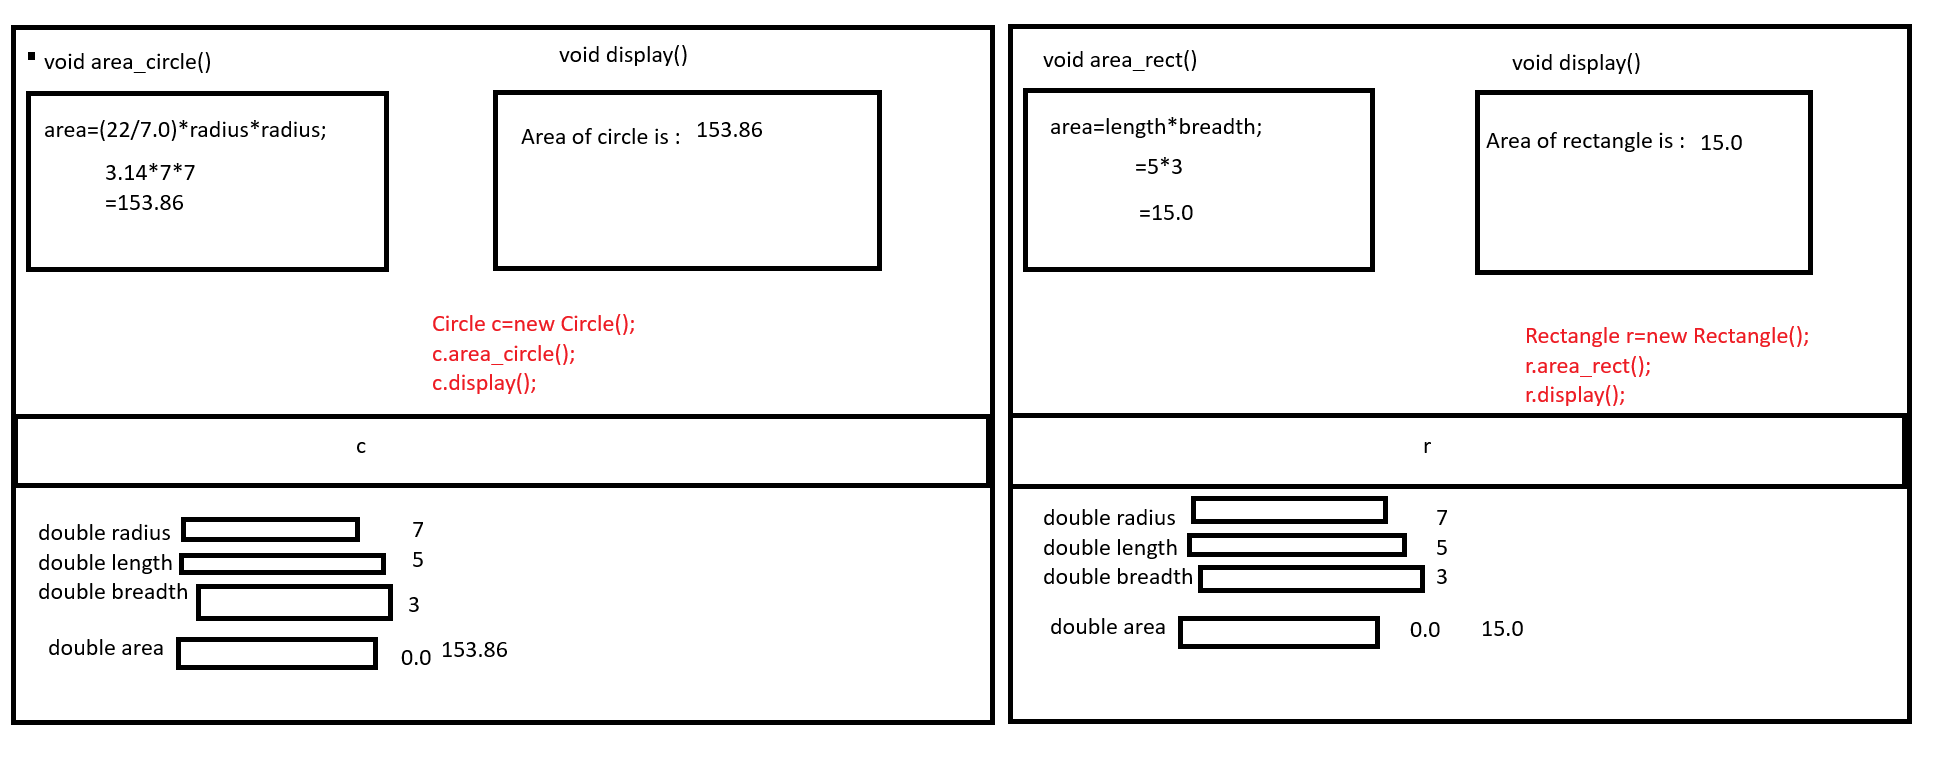 void area_circle()
void display()
area=(22/7.0)*radius*radius;
3.14*7*7
=153.86
Area of circle is : 153.86
Circle c=new Circle();
c.area_circle();
c.display();
c
double radius 7
double length 5
double breadth 3
double area 0.0 153.86
void area_rect()
void display()
area=length*breadth;
=5*3
=15.0
Area of rectangle is : 15.0
Rectangle r=new Rectangle();
r.area_rect();
r.display();
r
double radius 7
double length 5
double breadth 3
double area 0.0 15.0